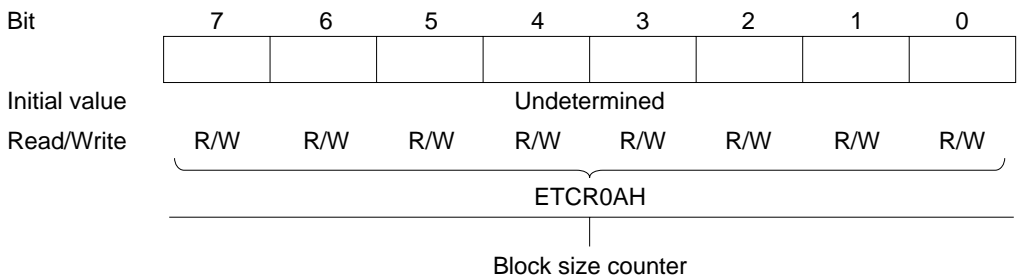 Bit 7 6 5 4 3 2 1 0
Initial value Undetermined
Read/Write R/W R/W R/W R/W R/W R/W R/W R/W
ETCR0AH
Block size counter